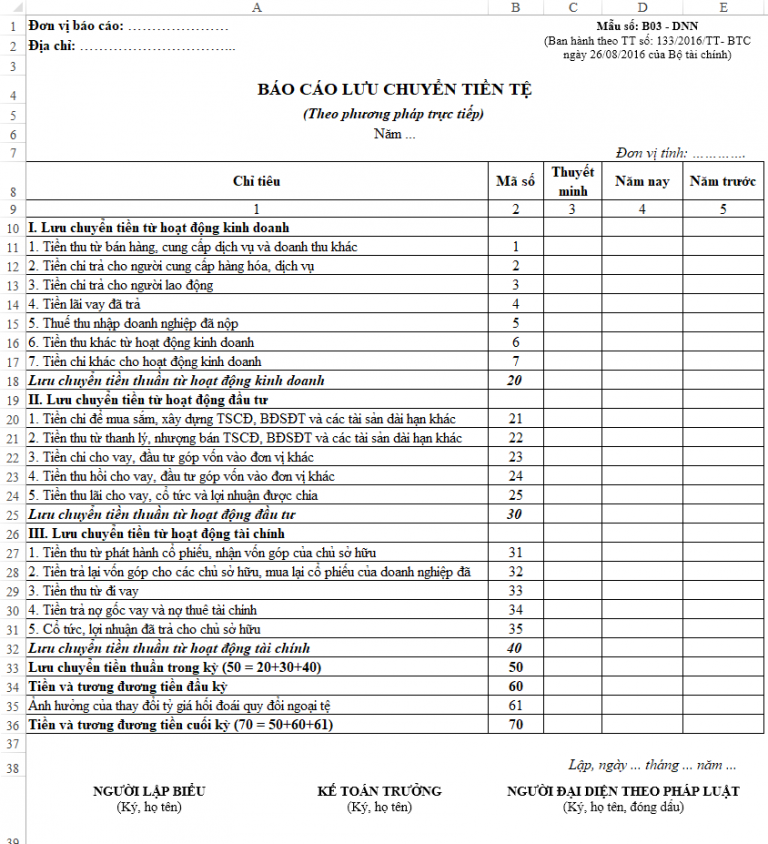 A B C D E
1 Đơn vị báo cáo: ………………… Mẫu số: B03 - DNN
2 Địa chỉ: ………………………….. (Ban hành theo TT số: 133/2016/TT- BTC
3 ngày 26/08/2016 của Bộ tài chính)
4 BÁO CÁO LƯU CHUYỂN TIỀN TỆ
5 (Theo phương pháp trực tiếp)
6 Năm ...
7 Đơn vị tính: ………….
8 Chỉ tiêu Mã số Thuyết minh Năm nay Năm trước
9 1 2 3 4 5
10 I. Lưu chuyển tiền từ hoạt động kinh doanh
11 1. Tiền thu từ bán hàng, cung cấp dịch vụ và doanh thu khác 1
12 2. Tiền chi trả cho người cung cấp hàng hóa, dịch vụ 2
13 3. Tiền chi trả cho người lao động 3
14 4. Tiền lãi vay đã trả 4
15 5. Thuế thu nhập doanh nghiệp đã nộp 5
16 6. Tiền thu khác từ hoạt động kinh doanh 6
17 7. Tiền chi khác cho hoạt động kinh doanh 7
18 Lưu chuyển tiền thuần từ hoạt động kinh doanh 20
19 II. Lưu chuyển tiền từ hoạt động đầu tư
20 1. Tiền chi để mua sắm, xây dựng TSCĐ, BĐSĐT và các tài sản dài hạn khác 21
21 2. Tiền thu từ thanh lý, nhượng bán TSCĐ, BĐSĐT và các tài sản dài hạn khác 22
22 3. Tiền chi cho vay, đầu tư góp vốn vào đơn vị khác 23
23 4. Tiền thu hồi cho vay, đầu tư góp vốn vào đơn vị khác 24
24 5. Tiền thu lãi cho vay, cổ tức và lợi nhuận được chia 25
25 Lưu chuyển tiền thuần từ hoạt động đầu tư 30
26 III. Lưu chuyển tiền từ hoạt động tài chính
27 1. Tiền thu từ phát hành cổ phiếu, nhận vốn góp của chủ sở hữu 31
28 2. Tiền trả lại vốn góp cho các chủ sở hữu, mua lại cổ phiếu của doanh nghiệp đã 32
29 3. Tiền thu từ đi vay 33
30 4. Tiền trả nợ gốc vay và nợ thuê tài chinh 34
31 5. Cổ tức, lợi nhuận đã trả cho chủ sở hữu 35
32 Lưu chuyển tiền thuần từ hoạt động tài chính 40
33 Lưu chuyển tiền thuần trong kỳ (50 = 20+30+40) 50
34 Tiền và tương đương tiền đầu kỳ 60
35 Ảnh hưởng của thay đổi tỷ giá hối đoái quy đổi ngoại tệ 61
36 Tiền và tương đương tiền cuối kỳ (70 = 50+60+61) 70
37
38 Lập, ngày ... tháng ... năm ...
NGƯỜI LẬP BIỂU KẾ TOÁN TRƯỞNG NGƯỜI ĐẠI DIỆN THEO PHÁP LUẬT
(Ký, họ tên) (Ký, họ tên) (Ký, họ tên, đóng dấu)
39